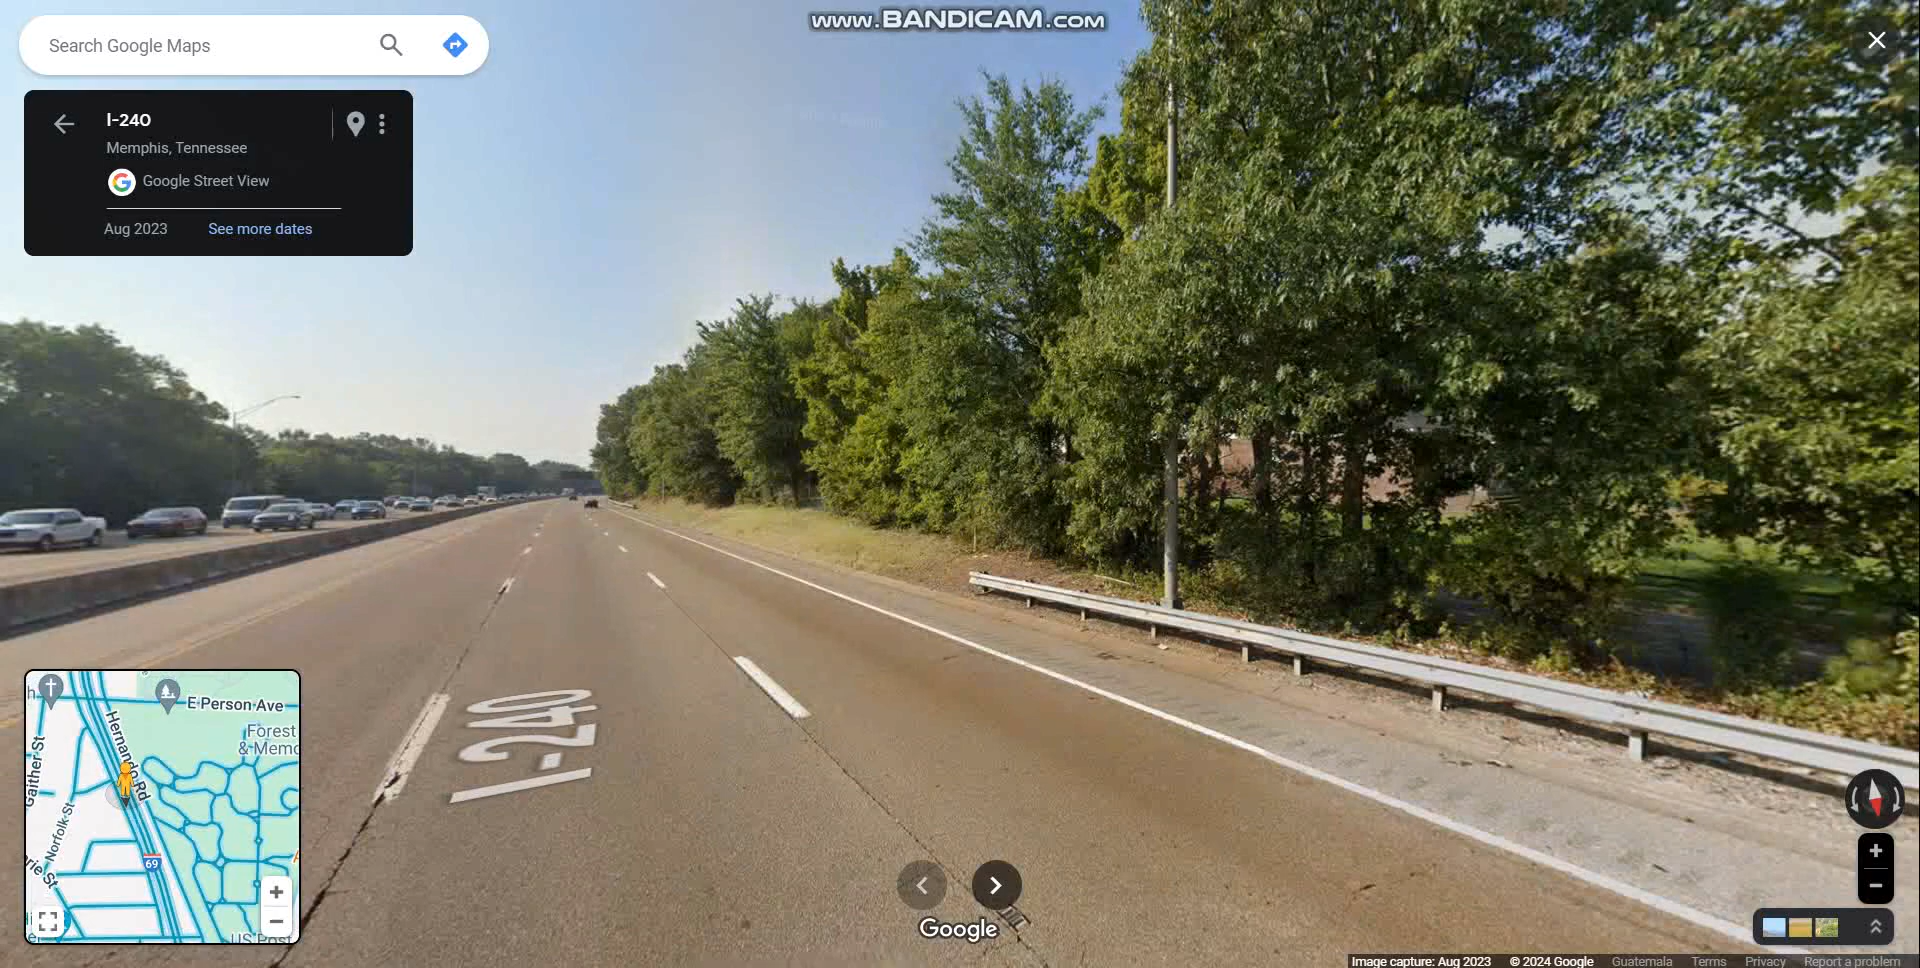 www.BANDICAM.com
Search Google Maps
I-240
Memphis, Tennessee
Google Street View
Aug 2023
See more dates
I-240
E Person Ave
Hernando Rd
Forest
& Memo
Gaither St
Norfolk St
rie St
69
US Post
Google
Image capture: Aug 2023 © 2024 Google Guatemala Terms Privacy Report a problem